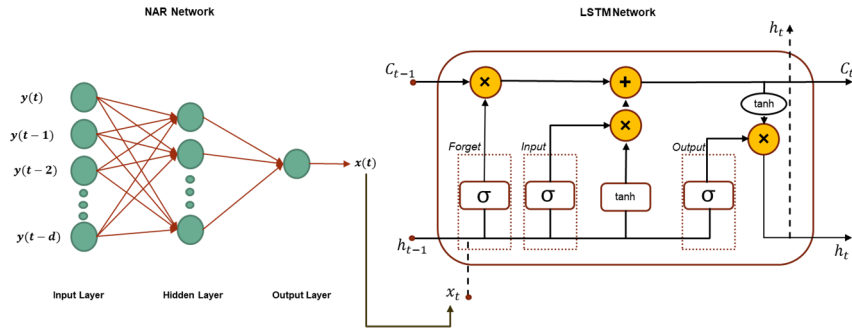 NAR Network
y(t)
y(t−1)
y(t−2)
y(t−d)
x(t)
Input Layer
Hidden Layer
Output Layer
LSTM Network
h_t
C_{t−1}
×
+
C_t
tanh
×
×
Forget
Input
Output
σ
σ
tanh
σ
h_{t−1}
h_t
x_t